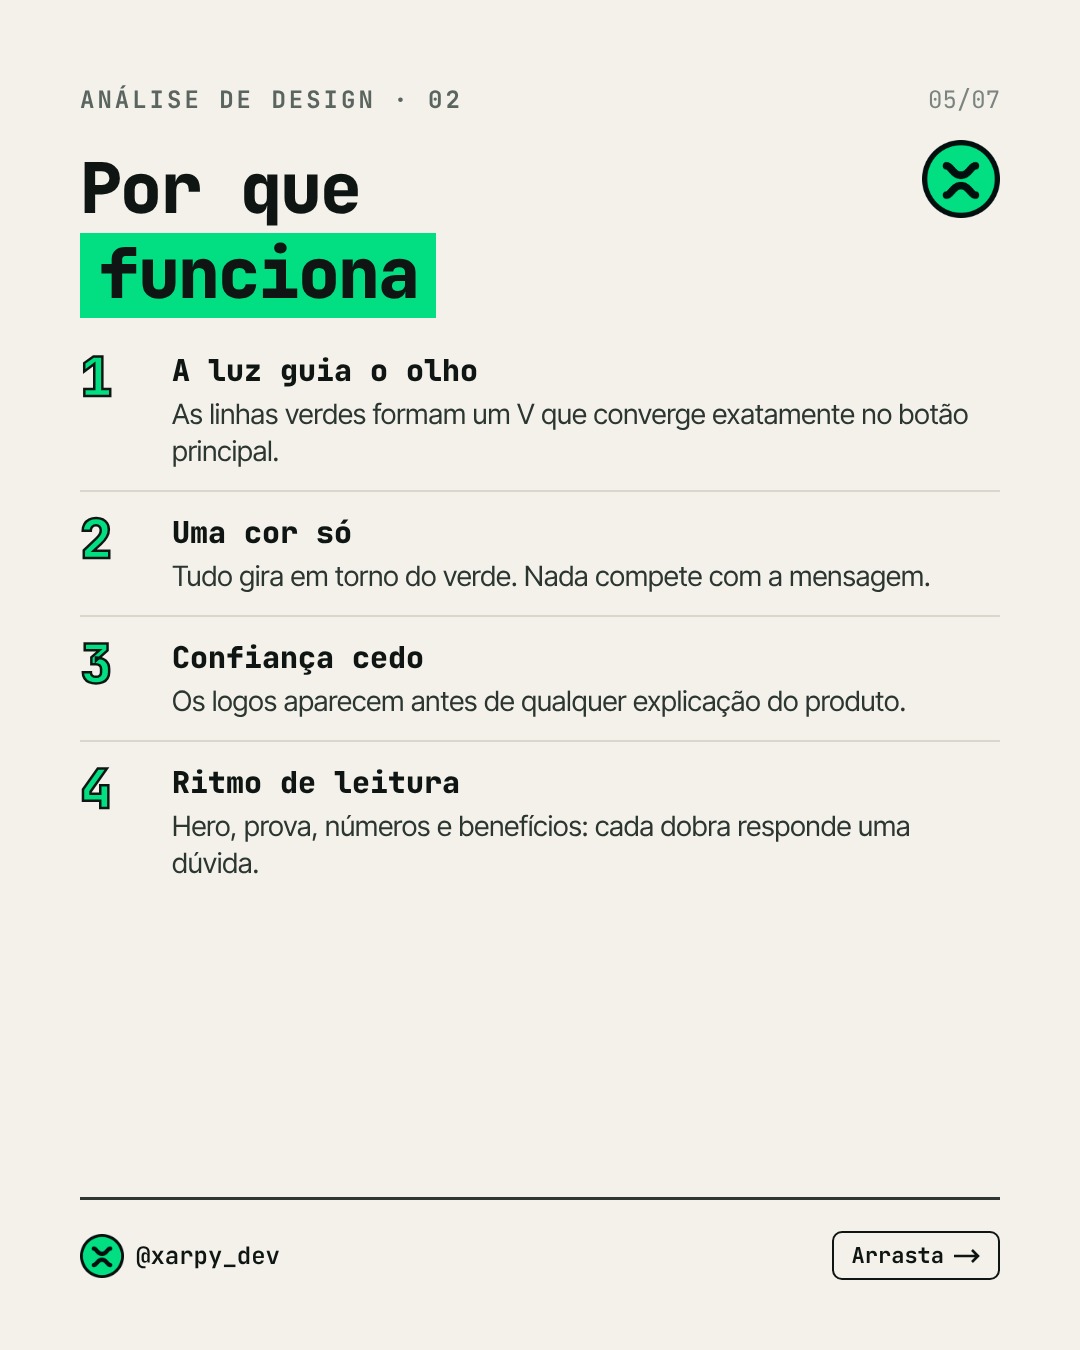 ANÁLISE DE DESIGN · 02
05/07
Por que
funciona
1
A luz guia o olho
As linhas verdes formam um V que converge exatamente no botão
principal.
2
Uma cor só
Tudo gira em torno do verde. Nada compete com a mensagem.
3
Confiança cedo
Os logos aparecem antes de qualquer explicação do produto.
4
Ritmo de leitura
Hero, prova, números e benefícios: cada dobra responde uma
dúvida.
@xarpy_dev
Arrasta →